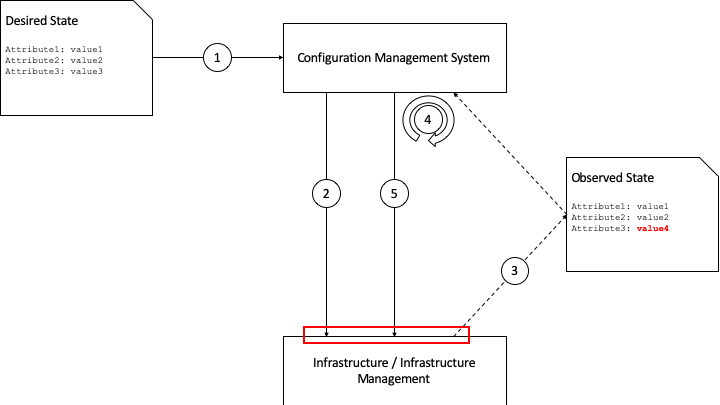 Desired State
Attribute1: value1
Attribute2: value2
Attribute3: value3
1
Configuration Management System
4
2
5
Observed State
Attribute1: value1
Attribute2: value2
Attribute3: value4
3
Infrastructure / Infrastructure
Management